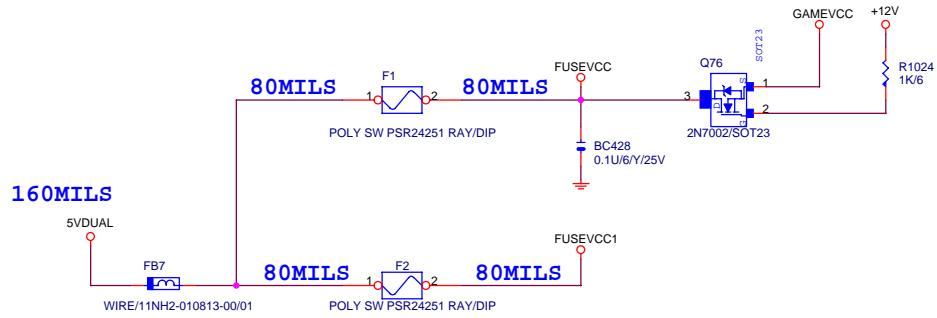 GAMEVCC
+12V
SOT23
Q76
F1
FUSEVCC
80MILS
80MILS
1
2
3
D
S
G
1
2
R1024
1K/6
POLY SW PSR24251 RAY/DIP
2N7002/SOT23
BC428
0.1U/6/Y/25V
160MILS
5VDUAL
FUSEVCC1
FB7
80MILS
F2
80MILS
1
2
WIRE/11NH2-010813-00/01
POLY SW PSR24251 RAY/DIP